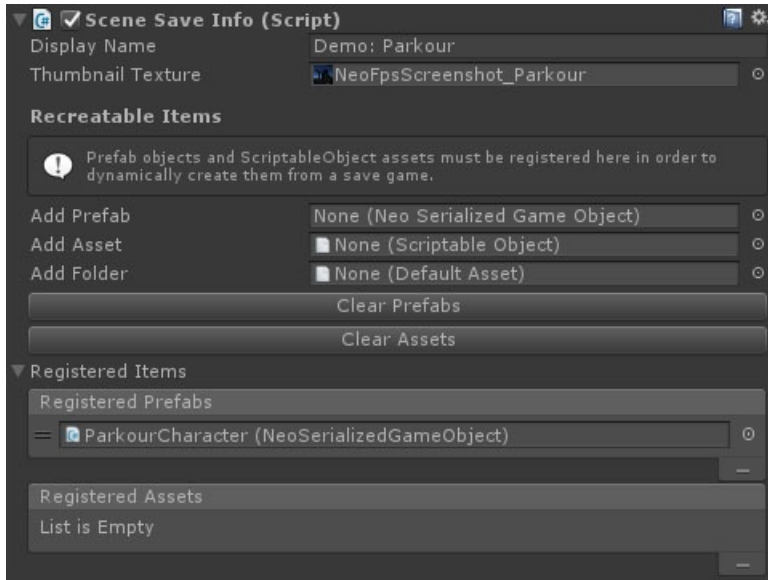 Scene Save Info (Script)
Display Name Demo: Parkour
Thumbnail Texture NeoFpsScreenshot_Parkour
Recreatable Items
Prefab objects and ScriptableObject assets must be registered here in order to
dynamically create them from a save game.
Add Prefab None (Neo Serialized Game Object)
Add Asset None (Scriptable Object)
Add Folder None (Default Asset)
Clear Prefabs
Clear Assets
Registered Items
Registered Prefabs
ParkourCharacter (NeoSerializedGameObject)
Registered Assets
List is Empty